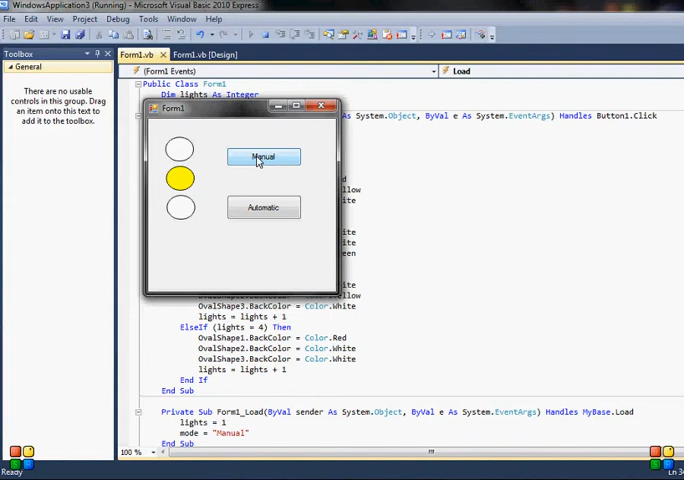 WindowsApplication3 (Running) - Microsoft Visual Basic 2010 Express
File Edit View Project Debug Tools Window Help
Toolbox
General
There are no usable
controls in this group. Drag
an item onto this text to
add it to the toolbox.
Form1.vb Form1.vb [Design]
(Form1 Events) Load
Public Class Form1
Dim lights As Integer
As System.Object, ByVal e As System.EventArgs) Handles Button1.Click
Form1
Manual
Automatic
Red
White
White
White
Green
White
OvalShape3.BackColor = Color.White
lights = lights + 1
ElseIf (lights = 4) Then
OvalShape1.BackColor = Color.Red
OvalShape2.BackColor = Color.White
OvalShape3.BackColor = Color.White
lights = lights + 1
End If
End Sub
Private Sub Form1_Load(ByVal sender As System.Object, ByVal e As System.EventArgs) Handles MyBase.Load
lights = 1
mode = "Manual"
End Sub
100 %
Ready